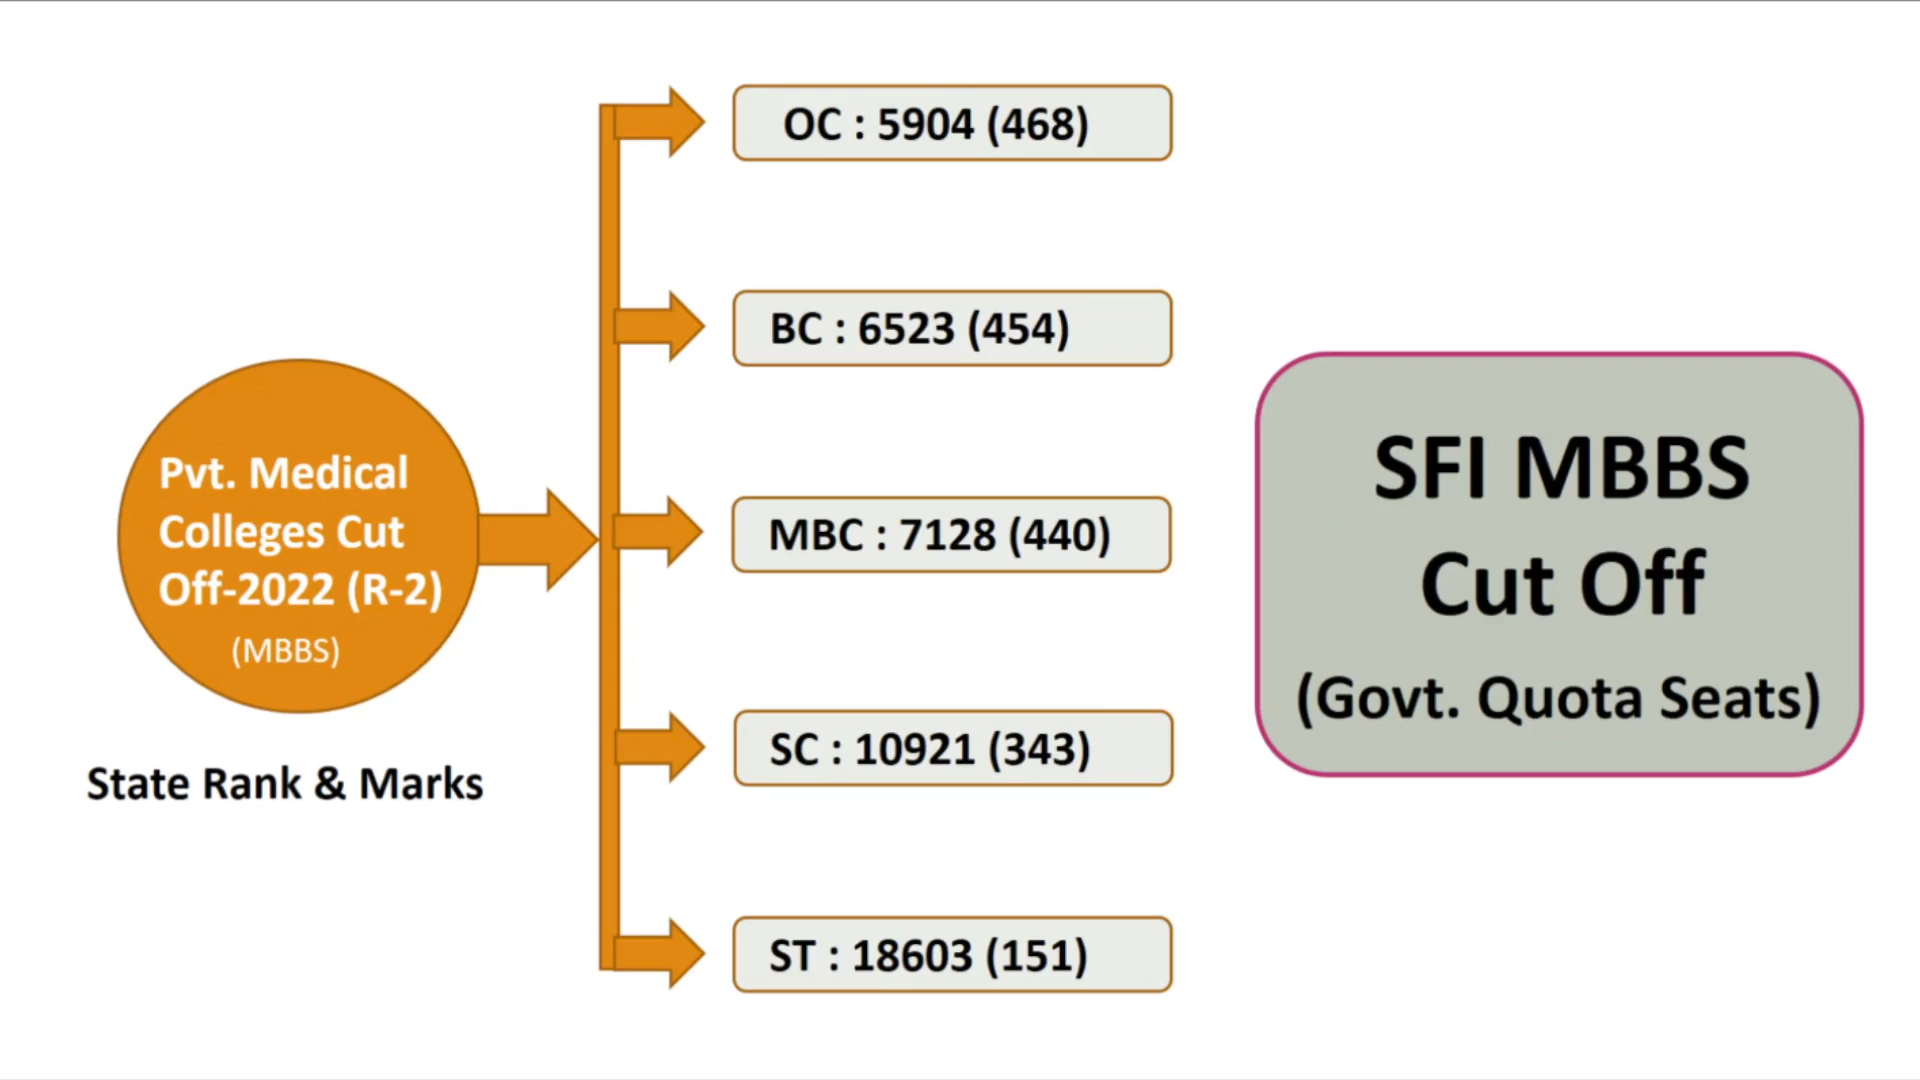 Pvt. Medical
Colleges Cut
Off-2022 (R-2)
(MBBS)
State Rank & Marks
OC : 5904 (468)
BC : 6523 (454)
MBC : 7128 (440)
SC : 10921 (343)
ST : 18603 (151)
SFI MBBS
Cut Off
(Govt. Quota Seats)